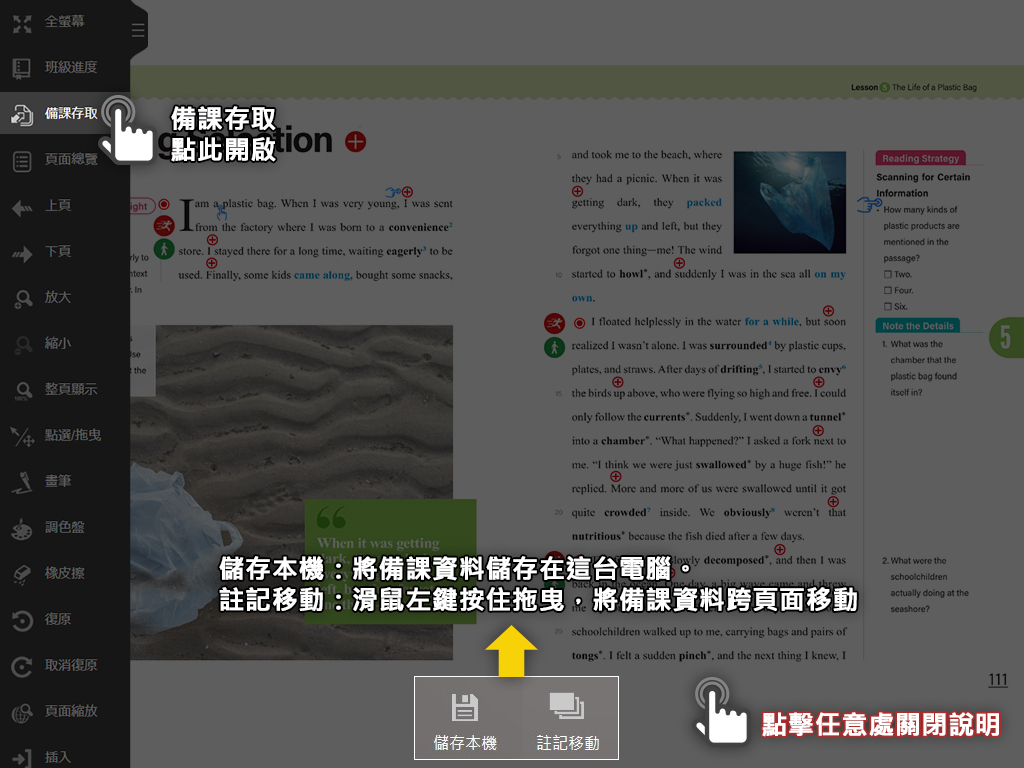 全螢幕
班級進度
備課存取
頁面總覽
上頁
下頁
放大
縮小
整頁顯示
點選/拖曳
畫筆
調色盤
橡皮擦
復原
取消復原
頁面縮放
插入
備課存取
點此開啟
Lesson 5 The Life of a Plastic Bag
I am a plastic bag. When I was very young, I was sent
from the factory where I was born to a convenience²
store. I stayed there for a long time, waiting eagerly³ to be
used. Finally, some kids came along, bought some snacks,
When it was getting
5 and took me to the beach, where
they had a picnic. When it was
getting dark, they packed
everything up and left, but they
forgot one thing—me! The wind
10 started to howl*, and suddenly I was in the sea all on my
own.
I floated helplessly in the water for a while, but soon
realized I wasn't alone. I was surrounded⁴ by plastic cups,
plates, and straws. After days of drifting⁵, I started to envy⁶
15 the birds up above, who were flying so high and free. I could
only follow the currents*. Suddenly, I went down a tunnel*
into a chamber*. “What happened?” I asked a fork next to
me. “I think we were just swallowed* by a huge fish!” he
replied. More and more of us were swallowed until it got
20 quite crowded⁷ inside. We obviously⁸ weren't that
nutritious* because the fish died after a few days.
decomposed*, and then I was
schoolchildren walked up to me, carrying bags and pairs of
tongs*. I felt a sudden pinch*, and the next thing I knew, I
Reading Strategy
Scanning for Certain
Information
• How many kinds of
plastic products are
mentioned in the
passage?
☐ Two.
☐ Four.
☐ Six.
Note the Details
1. What was the
chamber that the
plastic bag found
itself in?
2. What were the
schoolchildren
actually doing at the
seashore?
5
111
儲存本機：將備課資料儲存在這台電腦。
註記移動：滑鼠左鍵按住拖曳，將備課資料跨頁面移動
儲存本機
註記移動
點擊任意處關閉說明